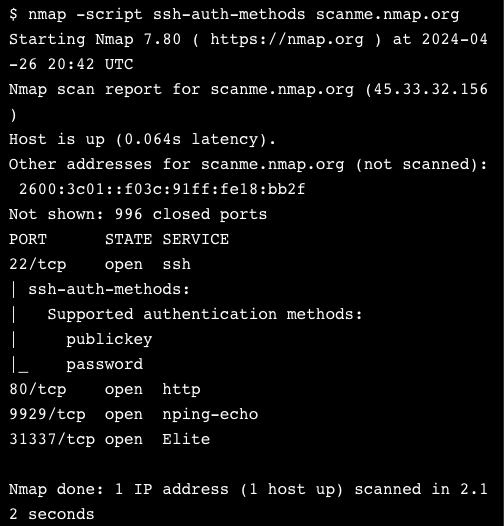 $ nmap -script ssh-auth-methods scanme.nmap.org
Starting Nmap 7.80 ( https://nmap.org ) at 2024-04
-26 20:42 UTC
Nmap scan report for scanme.nmap.org (45.33.32.156
)
Host is up (0.064s latency).
Other addresses for scanme.nmap.org (not scanned):
 2600:3c01::f03c:91ff:fe18:bb2f
Not shown: 996 closed ports
PORT      STATE SERVICE
22/tcp    open  ssh
| ssh-auth-methods:
|   Supported authentication methods:
|     publickey
|_    password
80/tcp    open  http
9929/tcp  open  nping-echo
31337/tcp open  Elite

Nmap done: 1 IP address (1 host up) scanned in 2.1
2 seconds